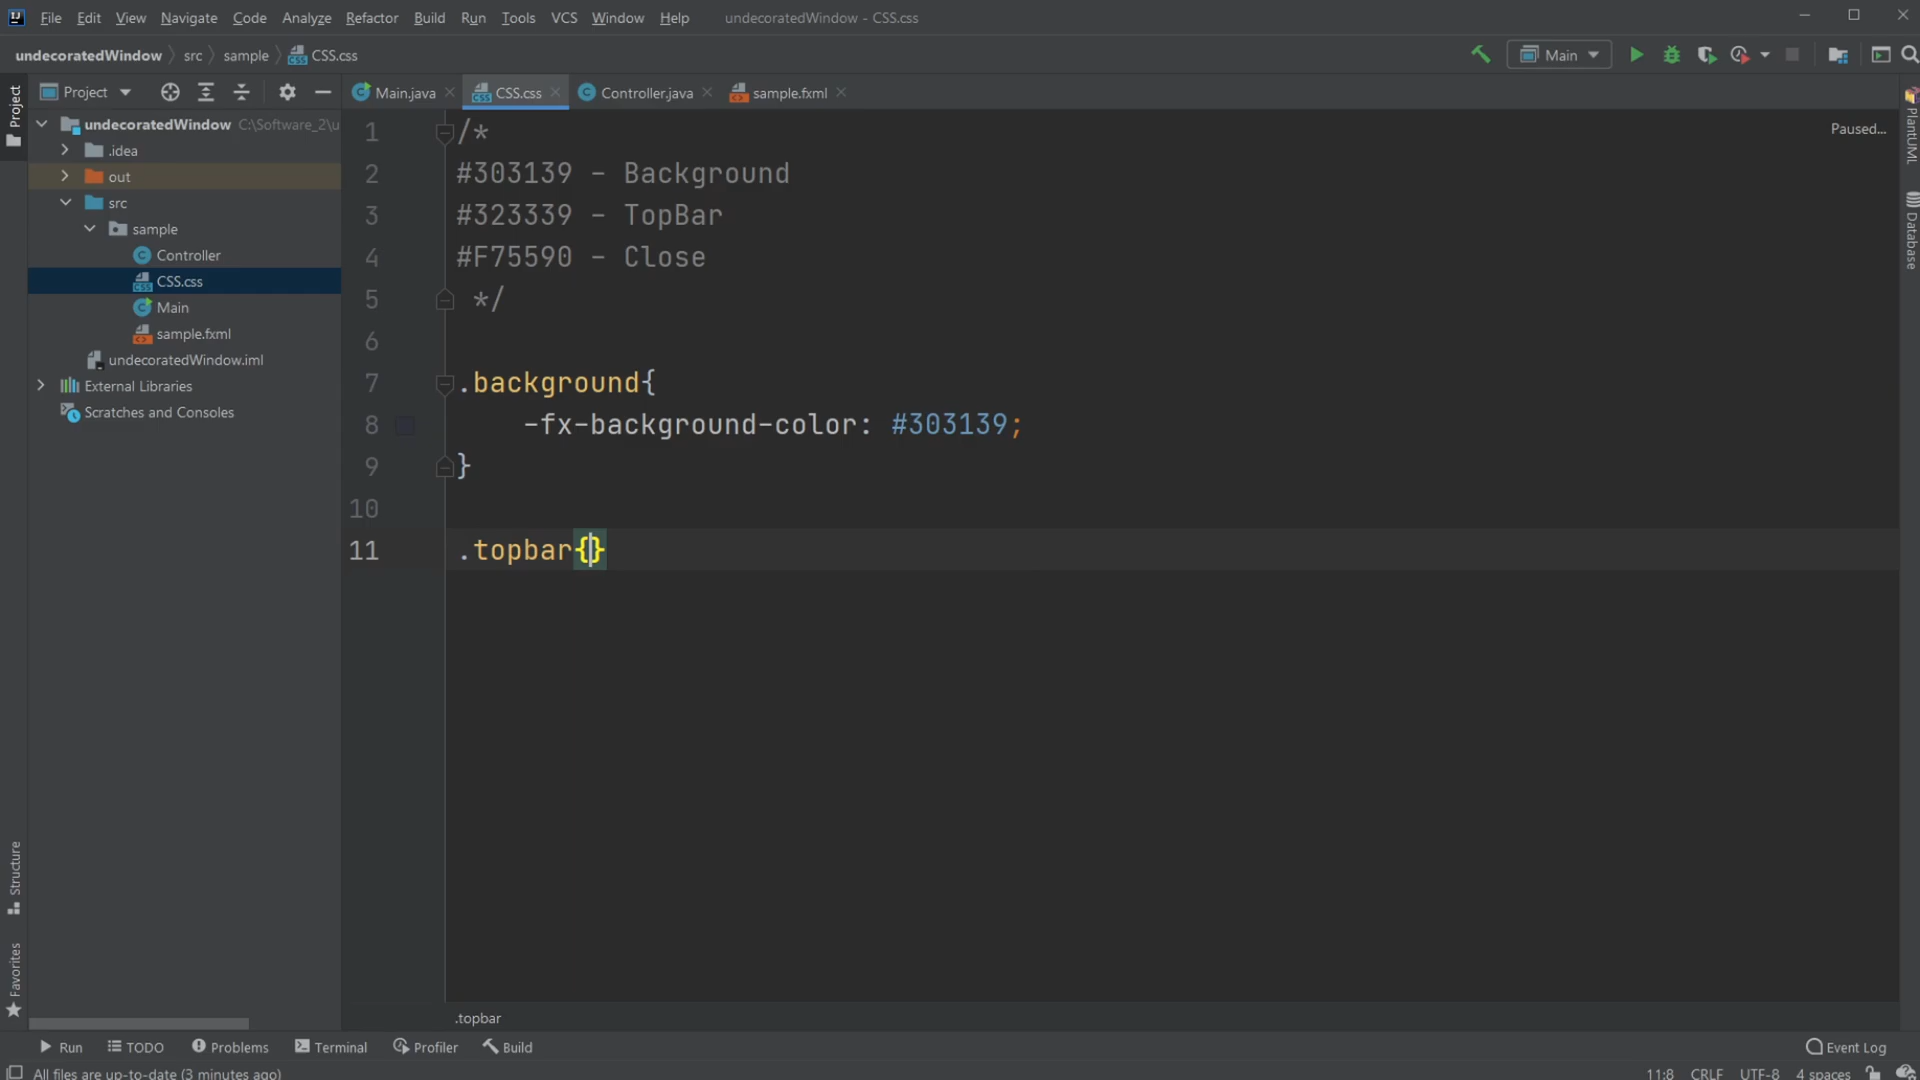 File Edit View Navigate Code Analyze Refactor Build Run Tools VCS Window Help undecoratedWindow - CSS.css
undecoratedWindow src sample CSS.css Main
Project Main.java CSS.css Controller.java sample.fxml
Project
undecoratedWindow C:\Software_2\u
.idea
out
src
sample
Controller
CSS.css
Main
sample.fxml
undecoratedWindow.iml
External Libraries
Scratches and Consoles
Structure
Favorites
1 /*
2 #303139 - Background
3 #323339 - TopBar
4 #F75590 - Close
5 */
6
7 .background{
8 -fx-background-color: #303139;
9 }
10
11 .topbar{}
Paused...
PlantUML
Database
.topbar
Run TODO Problems Terminal Profiler Build Event Log
All files are up-to-date (3 minutes ago) 11:8 CRLF UTF-8 4 spaces